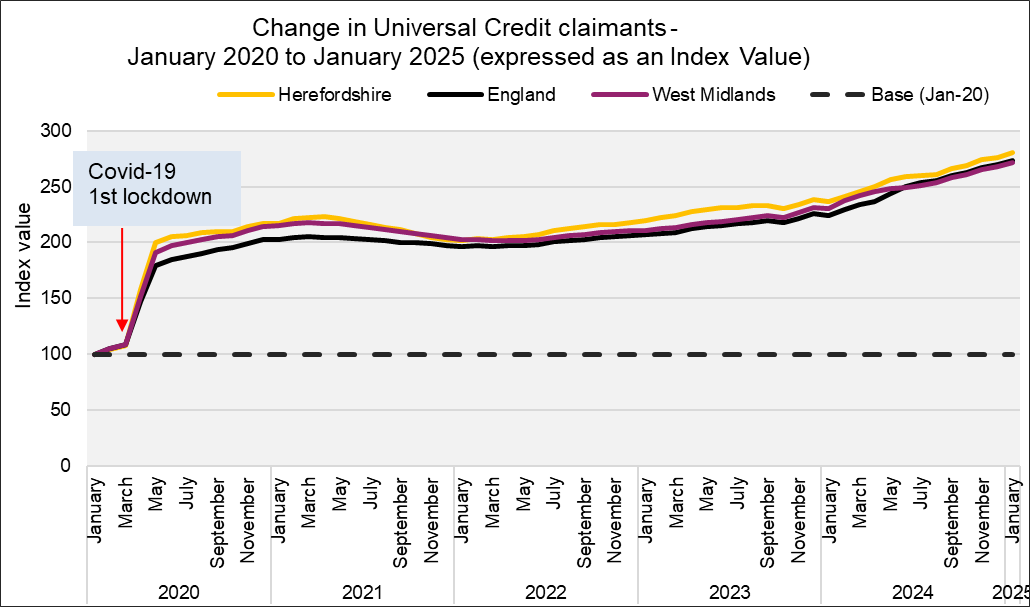 Change in Universal Credit claimants -
January 2020 to January 2025 (expressed as an Index Value)
Herefordshire England West Midlands Base (Jan-20)
300
250
200
150
100
50
0
Index value
Covid-19
1st lockdown
January March May July September November January March May July September November January March May July September November January March May July September November January March May July September November January
2020 2021 2022 2023 2024 2025